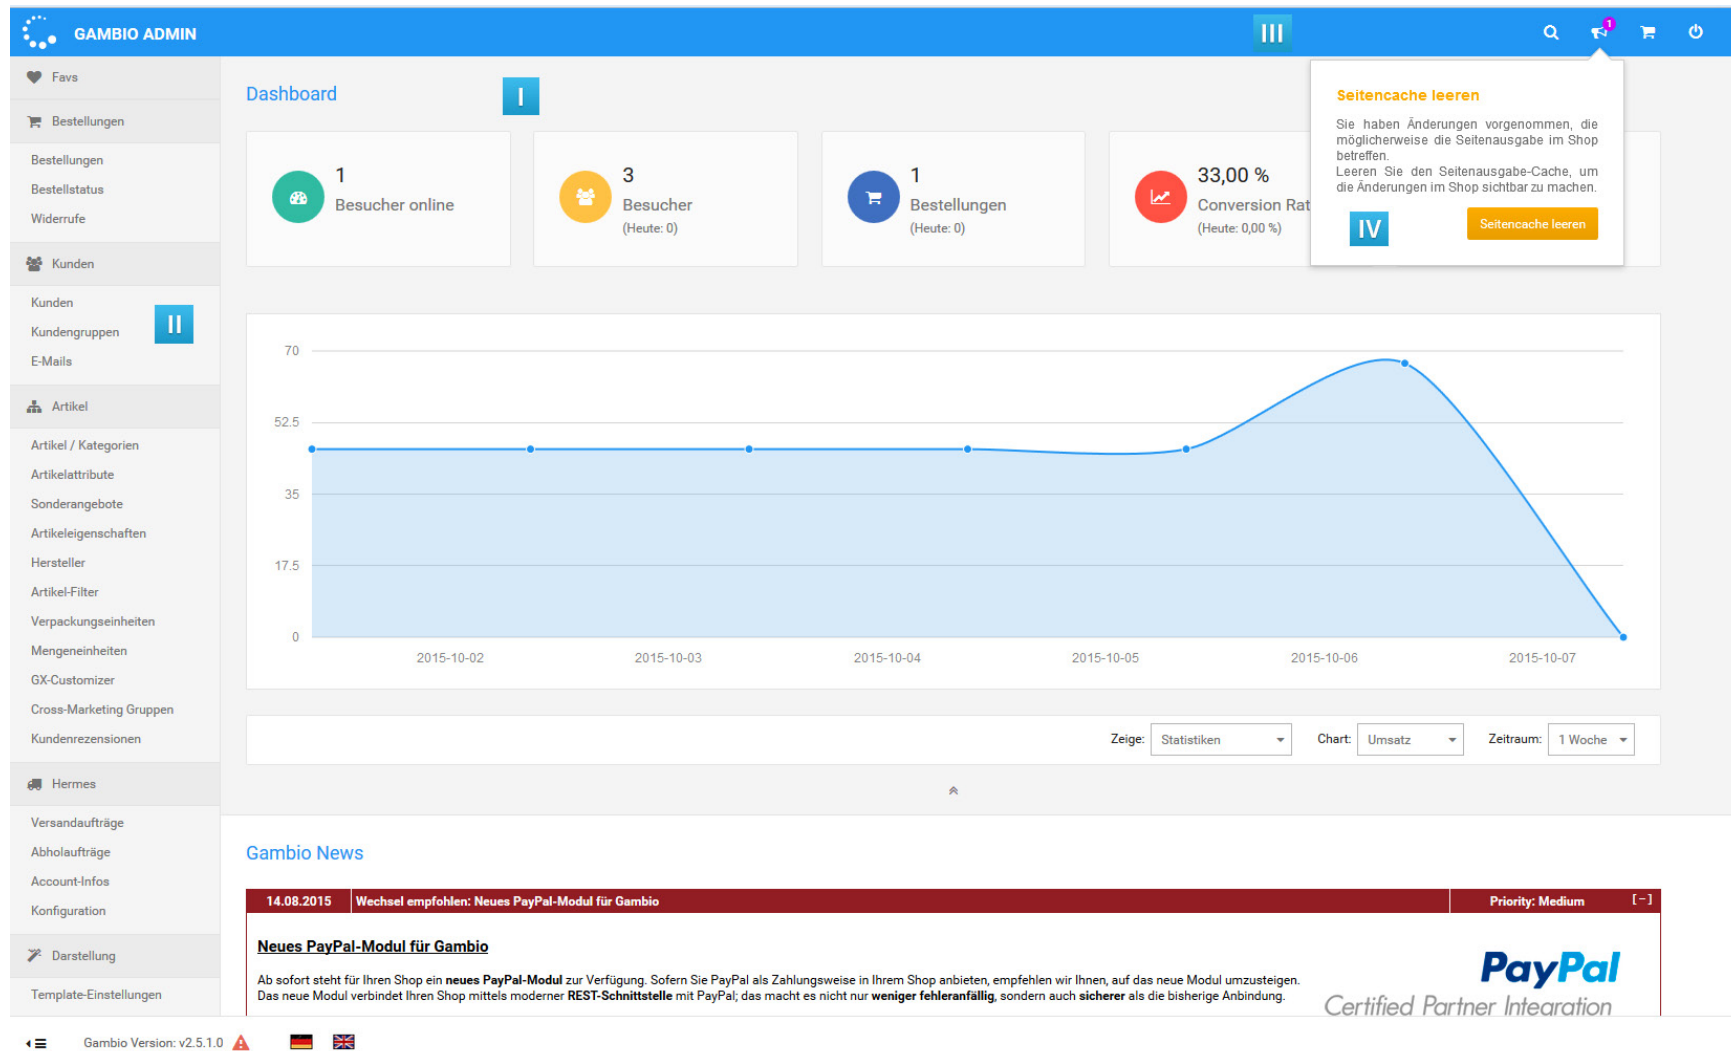 GAMBIO ADMIN
III
1
Favs
Bestellungen
Bestellungen
Bestellstatus
Widerrufe
Kunden
Kunden
Kundengruppen
II
E-Mails
Artikel
Artikel / Kategorien
Artikelattribute
Sonderangebote
Artikeleigenschaften
Hersteller
Artikel-Filter
Verpackungseinheiten
Mengeneinheiten
GX-Customizer
Cross-Marketing Gruppen
Kundenrezensionen
Hermes
Versandaufträge
Abholaufträge
Account-Infos
Konfiguration
Darstellung
Template-Einstellungen
Dashboard
I
1
Besucher online
3
Besucher
(Heute: 0)
1
Bestellungen
(Heute: 0)
33,00 %
Conversion Rat
(Heute: 0,00 %)
Seitencache leeren
Sie haben Änderungen vorgenommen, die
möglicherweise die Seitenausgabe im Shop
betreffen.
Leeren Sie den Seitenausgabe-Cache, um
die Änderungen im Shop sichtbar zu machen.
IV
Seitencache leeren
70
52.5
35
17.5
0
2015-10-02 2015-10-03 2015-10-04 2015-10-05 2015-10-06 2015-10-07
Zeige: Statistiken Chart: Umsatz Zeitraum: 1 Woche
Gambio News
14.08.2015 Wechsel empfohlen: Neues PayPal-Modul für Gambio Priority: Medium [-]
Neues PayPal-Modul für Gambio
Ab sofort steht für Ihren Shop ein neues PayPal-Modul zur Verfügung. Sofern Sie PayPal als Zahlungsweise in Ihrem Shop anbieten, empfehlen wir Ihnen, auf das neue Modul umzusteigen.
Das neue Modul verbindet Ihren Shop mittels moderner REST-Schnittstelle mit PayPal; das macht es nicht nur weniger fehleranfällig, sondern auch sicherer als die bisherige Anbindung.
PayPal
Certified Partner Integration
Gambio Version: v2.5.1.0